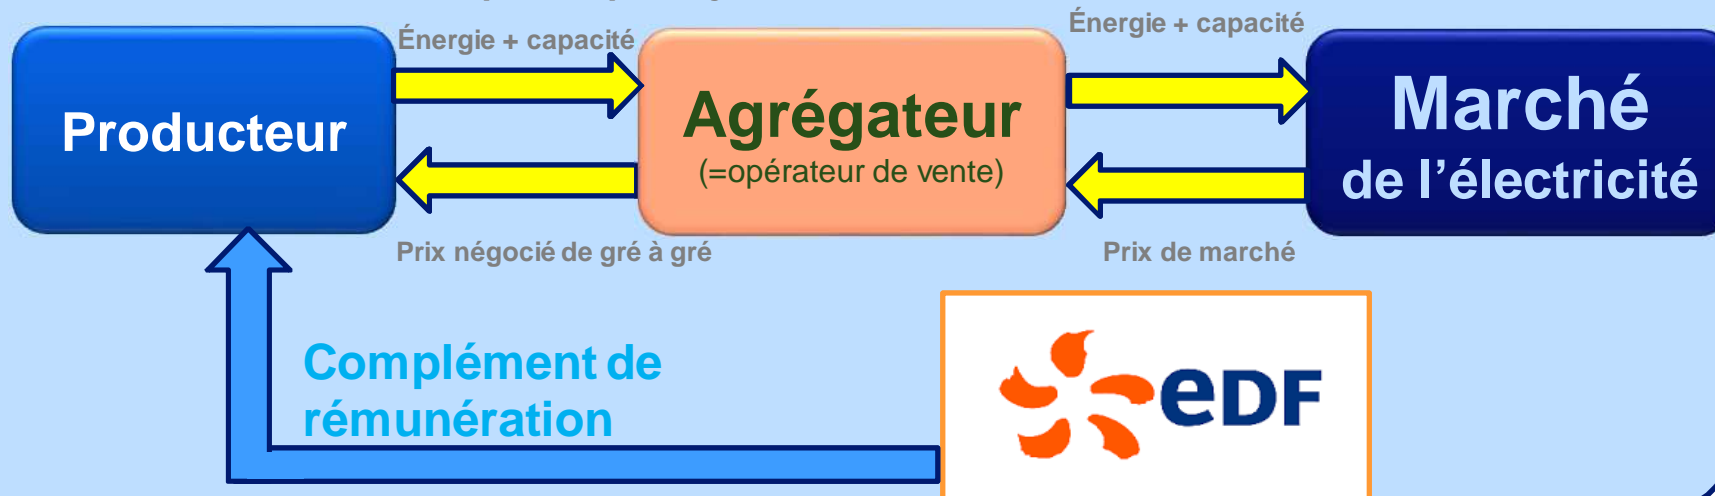 Énergie + capacité
Énergie + capacité
Producteur
Agrégateur
(=opérateur de vente)
Marché
de l’électricité
Prix négocié de gré à gré
Prix de marché
Complément de
rémunération
eDF